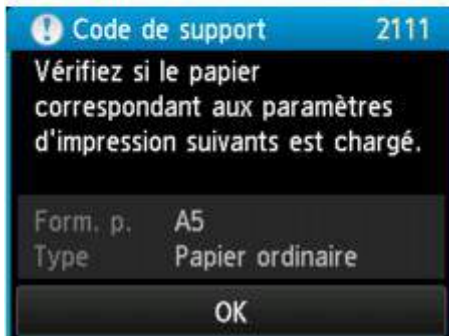 Code de support 2111
Vérifiez si le papier
correspondant aux paramètres
d'impression suivants est chargé.
Form. p. A5
Type Papier ordinaire
OK